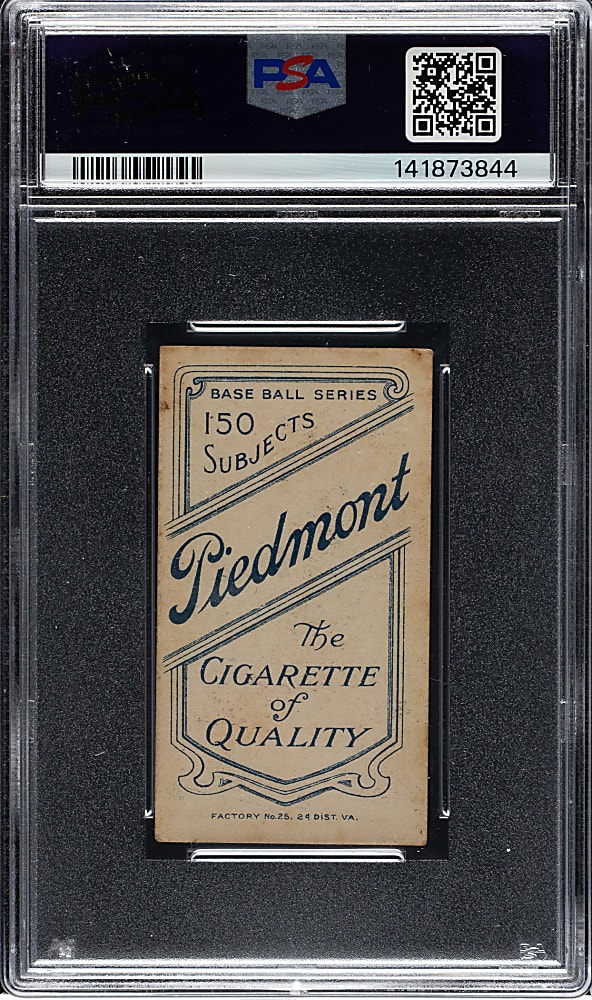 PSA
141873844
BASE BALL SERIES
150
SUBJECTS
Piedmont
The
CIGARETTE
of
QUALITY
FACTORY No.25, 2d DIST. VA.